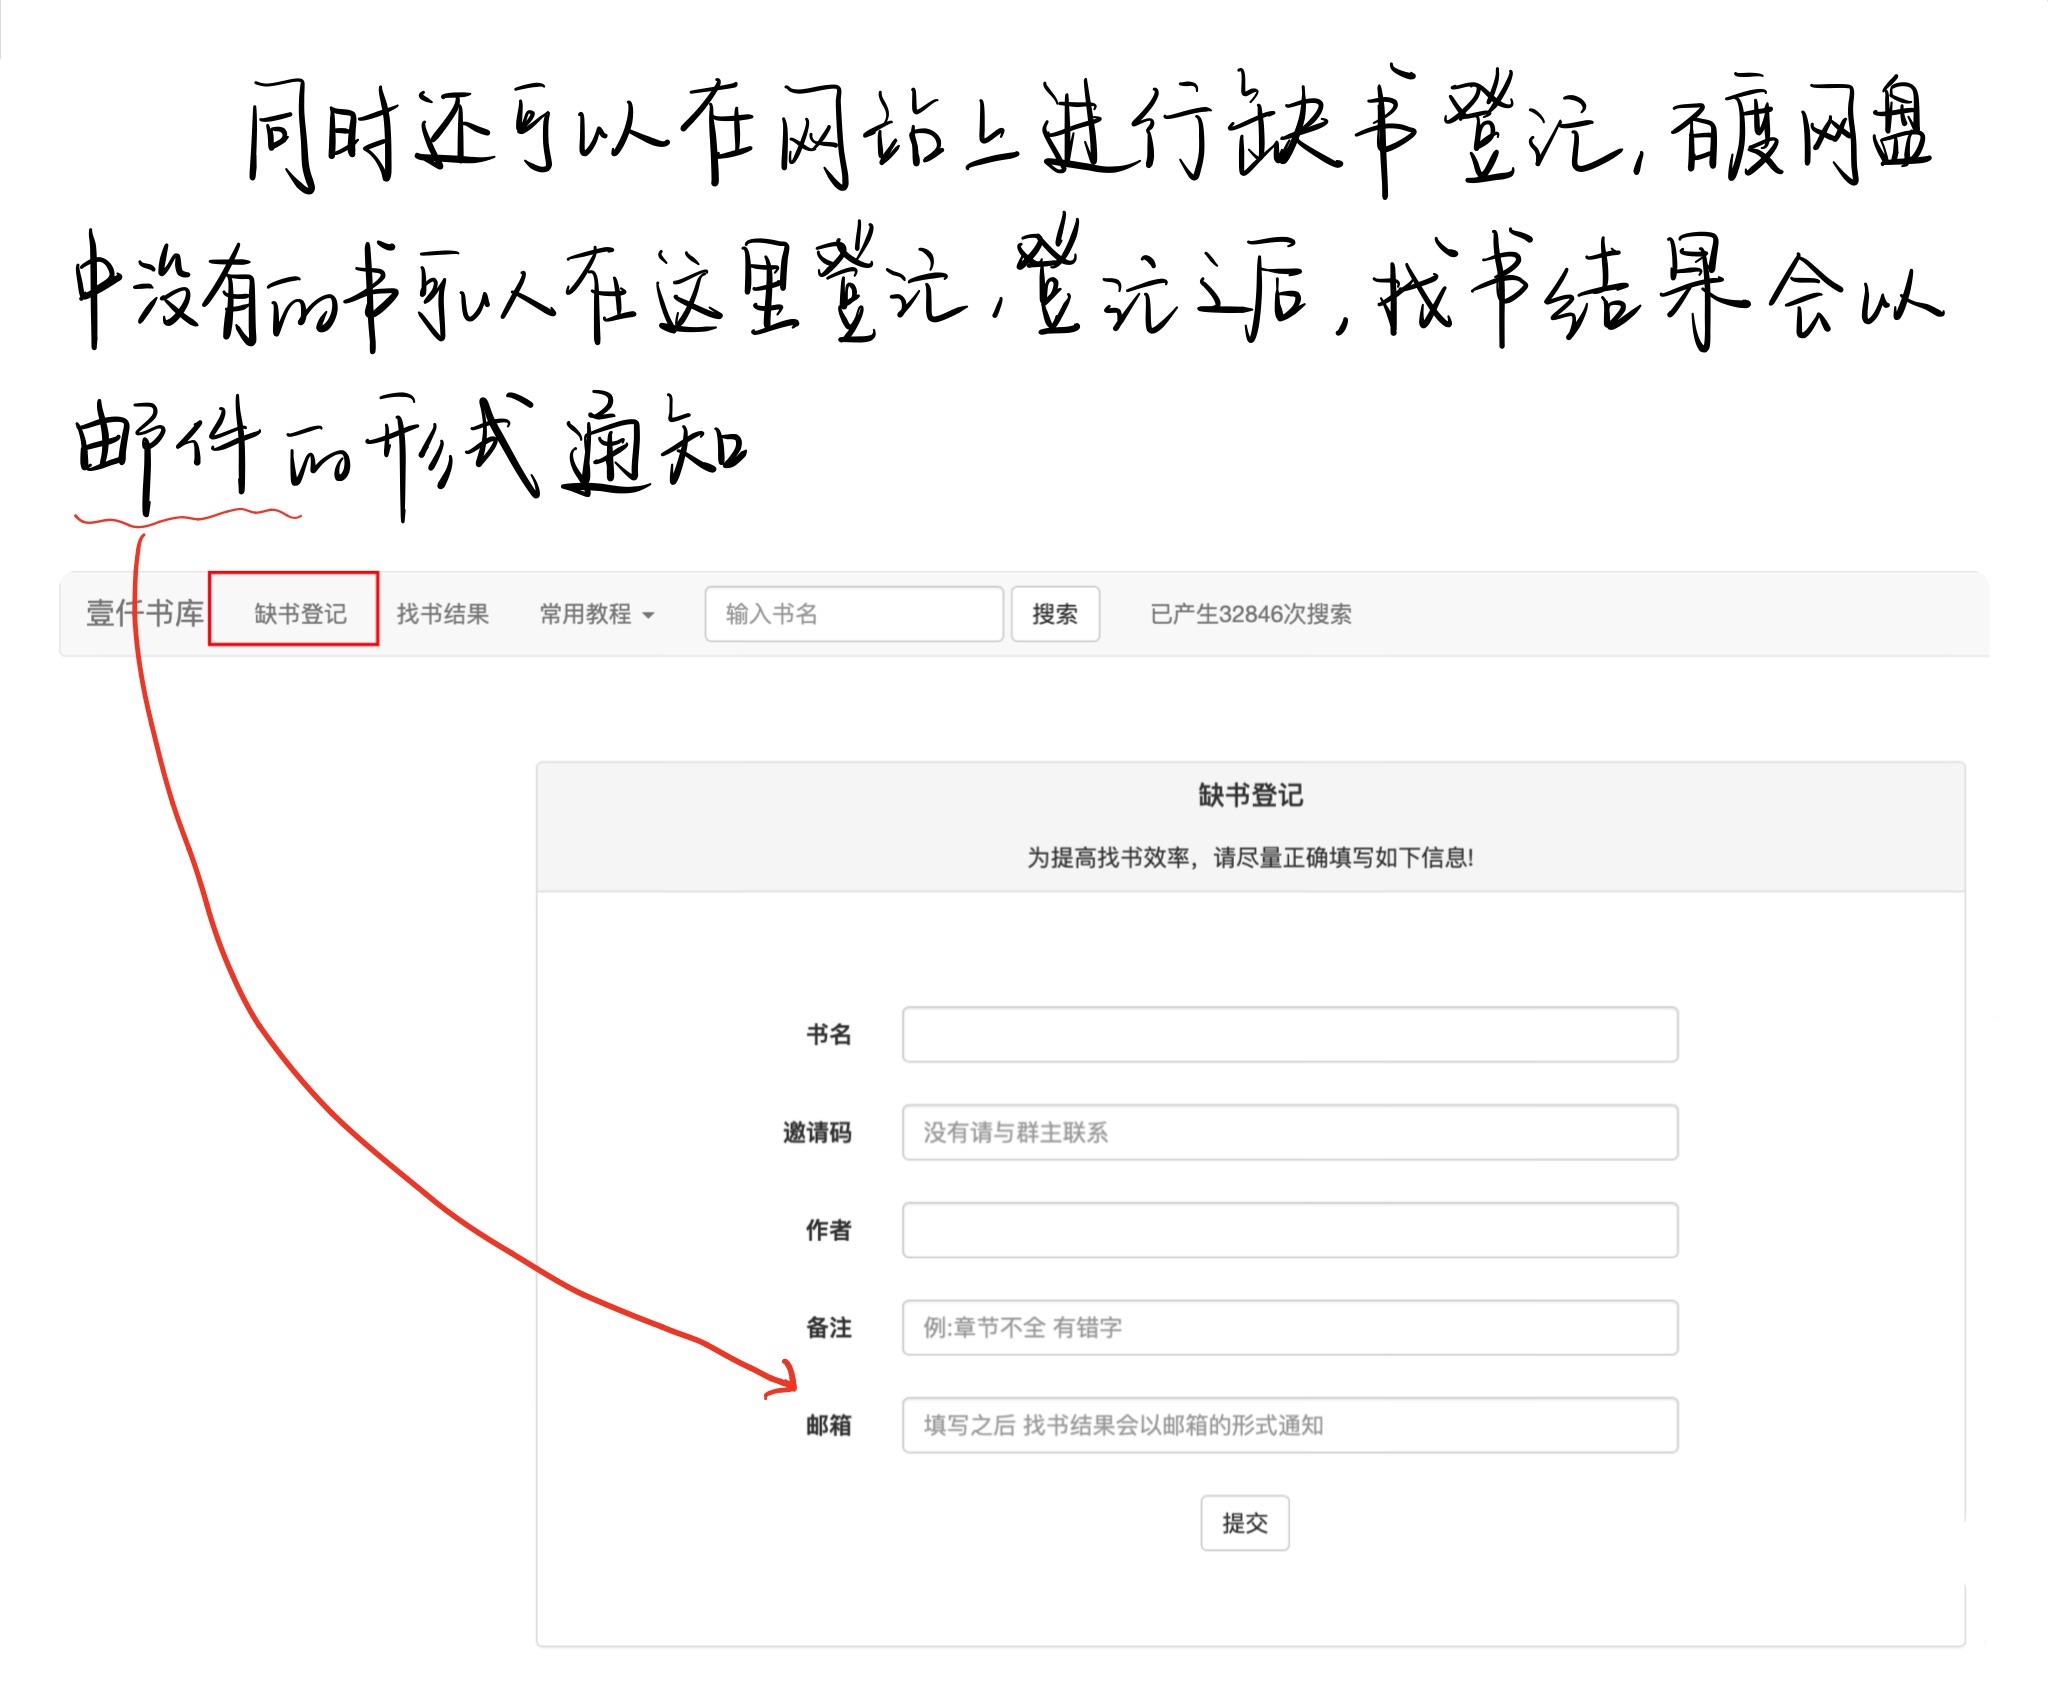 同时还可以在网站上进行缺书登记,百度网盘
中没有的书可以在这里登记,登记之后,找书结果会以
邮件的形式通知
壹仟书库 缺书登记 找书结果 常用教程 输入书名 搜索 已产生32846次搜索
缺书登记
为提高找书效率，请尽量正确填写如下信息!
书名
邀请码 没有请与群主联系
作者
备注 例:章节不全 有错字
邮箱 填写之后 找书结果会以邮箱的形式通知
提交